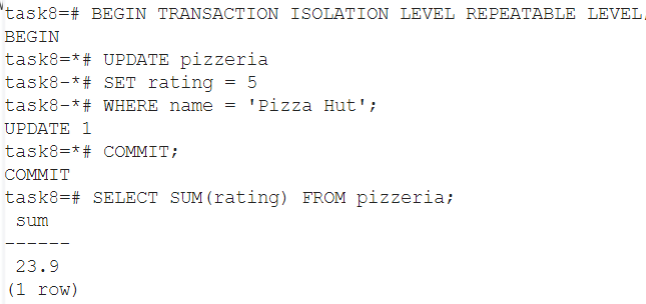 task8=# BEGIN TRANSACTION ISOLATION LEVEL REPEATABLE LEVEL,
BEGIN
task8=*# UPDATE pizzeria
task8-*# SET rating = 5
task8-*# WHERE name = 'Pizza Hut';
UPDATE 1
task8=*# COMMIT;
COMMIT
task8=# SELECT SUM(rating) FROM pizzeria;
 sum
------
 23.9
(1 row)